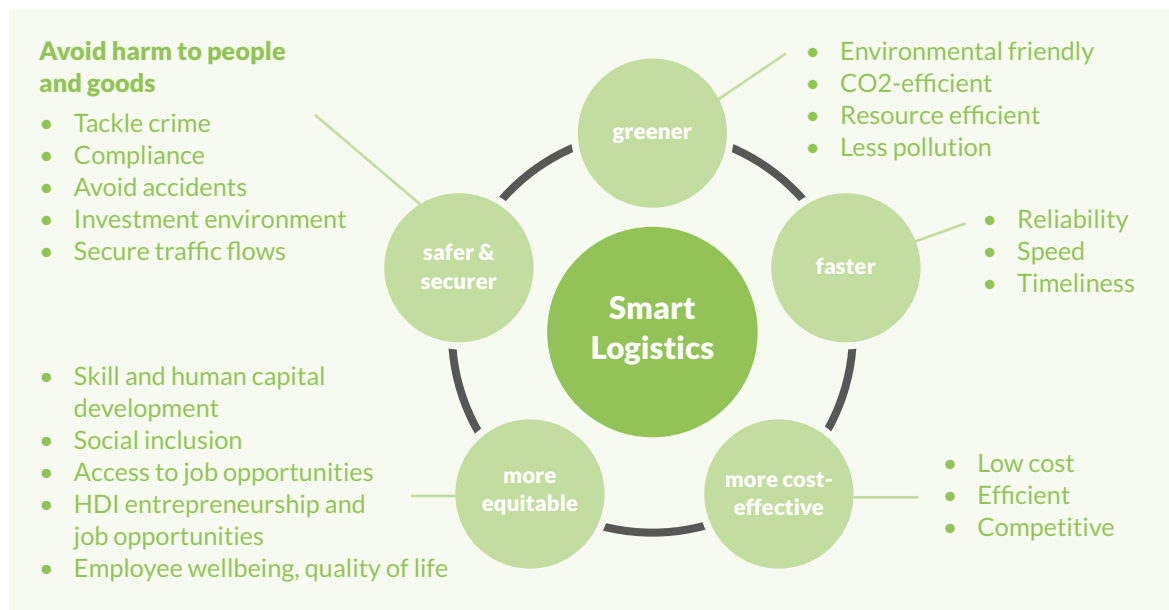 Avoid harm to people
and goods
• Tackle crime
• Compliance
• Avoid accidents
• Investment environment
• Secure traffic flows
greener
• Environmental friendly
• CO2-efficient
• Resource efficient
• Less pollution
safer &
securer
faster
• Reliability
• Speed
• Timeliness
Smart
Logistics
• Skill and human capital
development
• Social inclusion
• Access to job opportunities
• HDI entrepreneurship and
job opportunities
• Employee wellbeing, quality of life
more
equitable
more cost-
effective
• Low cost
• Efficient
• Competitive